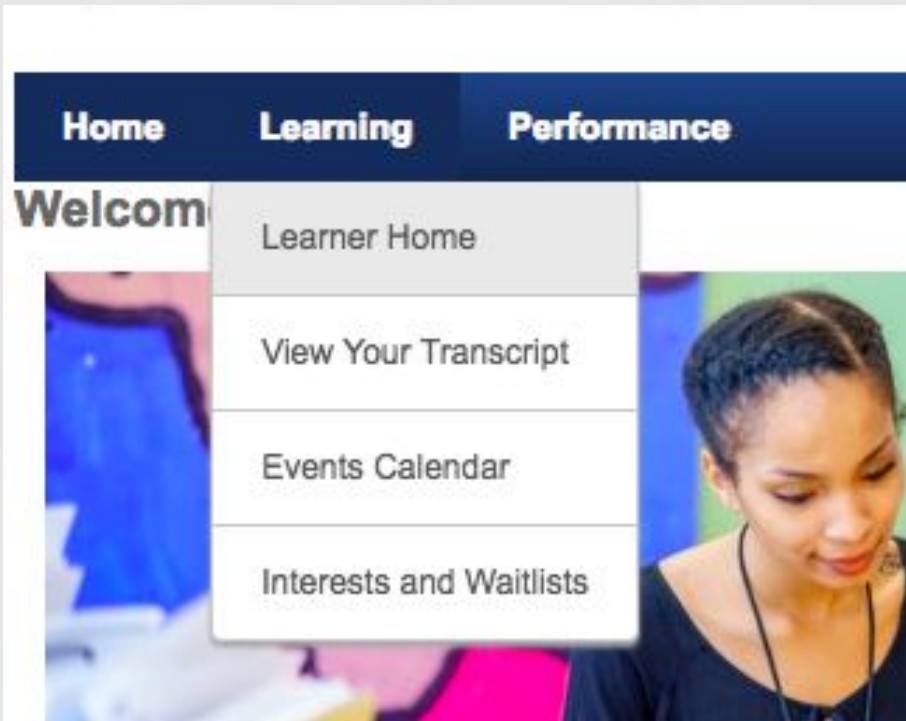 Home Learning Performance
Welcom
Learner Home
View Your Transcript
Events Calendar
Interests and Waitlists